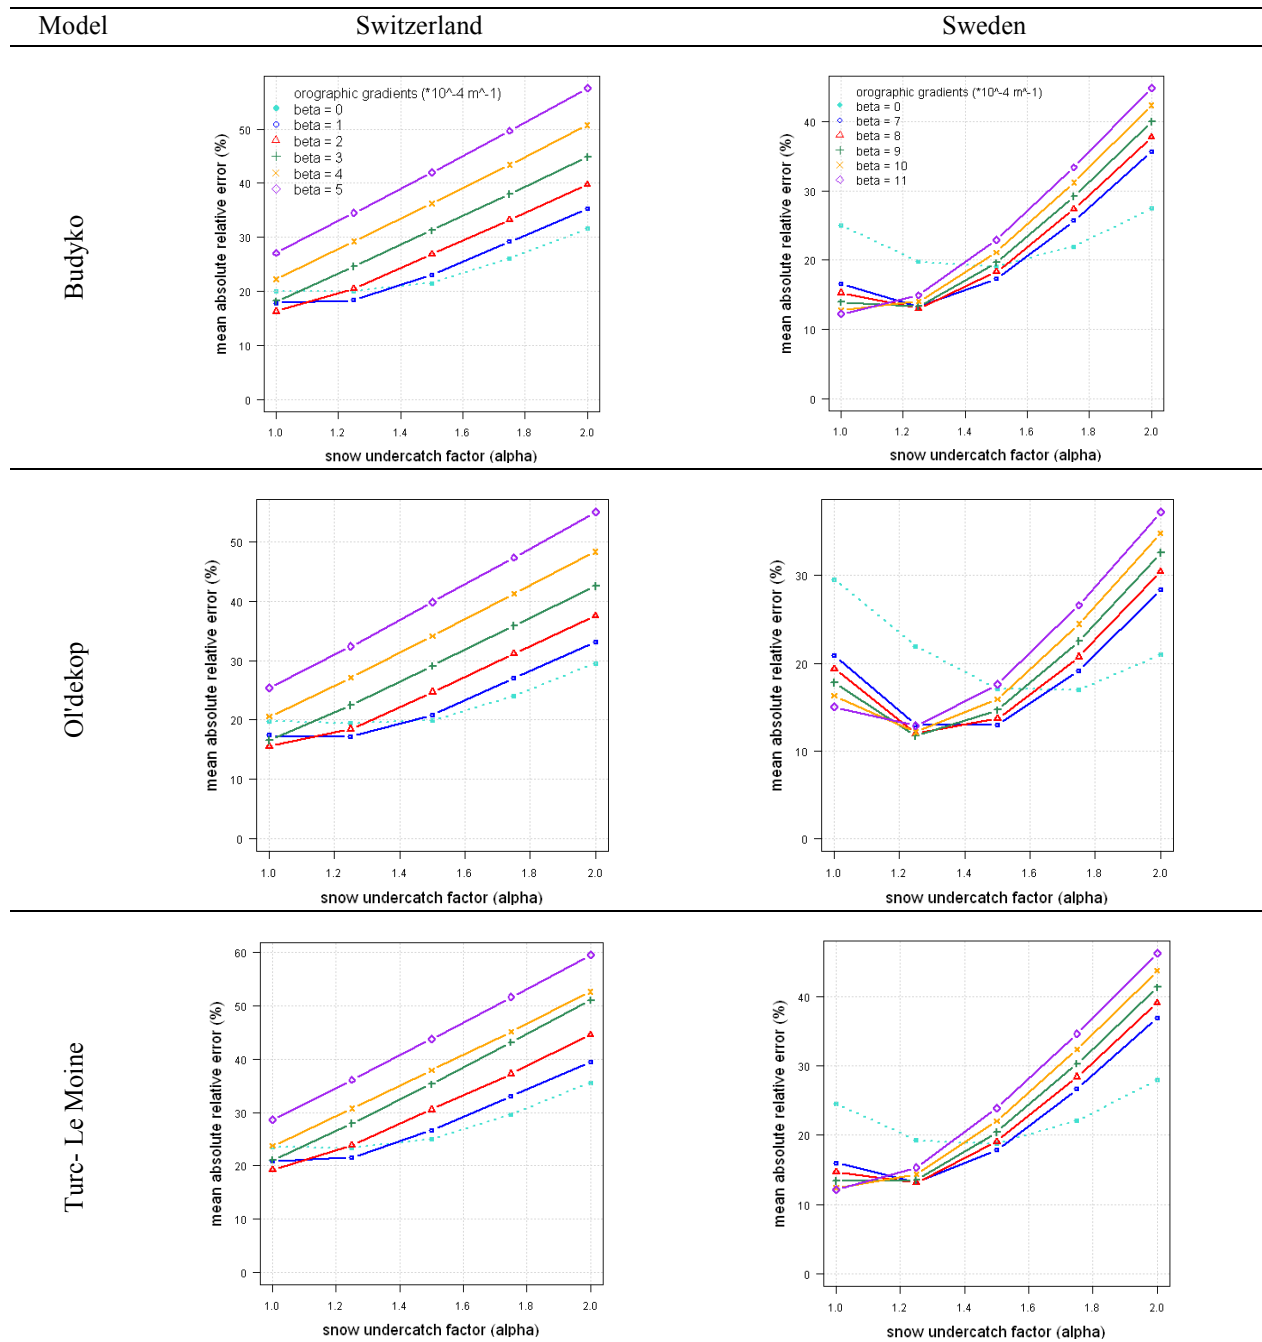 Model Switzerland Sweden
Budyko
orographic gradients (*10^-4 m^-1)
beta = 0
beta = 1
beta = 2
beta = 3
beta = 4
beta = 5
mean absolute relative error (%)
50
40
30
20
10
0
1.0 1.2 1.4 1.6 1.8 2.0
snow undercatch factor (alpha)
orographic gradients (*10^-4 m^-1)
beta = 0
beta = 7
beta = 8
beta = 9
beta = 10
beta = 11
mean absolute relative error (%)
40
30
20
10
0
1.0 1.2 1.4 1.6 1.8 2.0
snow undercatch factor (alpha)
Ol'dekop
mean absolute relative error (%)
50
40
30
20
10
0
1.0 1.2 1.4 1.6 1.8 2.0
snow undercatch factor (alpha)
mean absolute relative error (%)
30
20
10
0
1.0 1.2 1.4 1.6 1.8 2.0
snow undercatch factor (alpha)
Turc- Le Moine
mean absolute relative error (%)
60
50
40
30
20
10
0
1.0 1.2 1.4 1.6 1.8 2.0
snow undercatch factor (alpha)
mean absolute relative error (%)
40
30
20
10
0
1.0 1.2 1.4 1.6 1.8 2.0
snow undercatch factor (alpha)